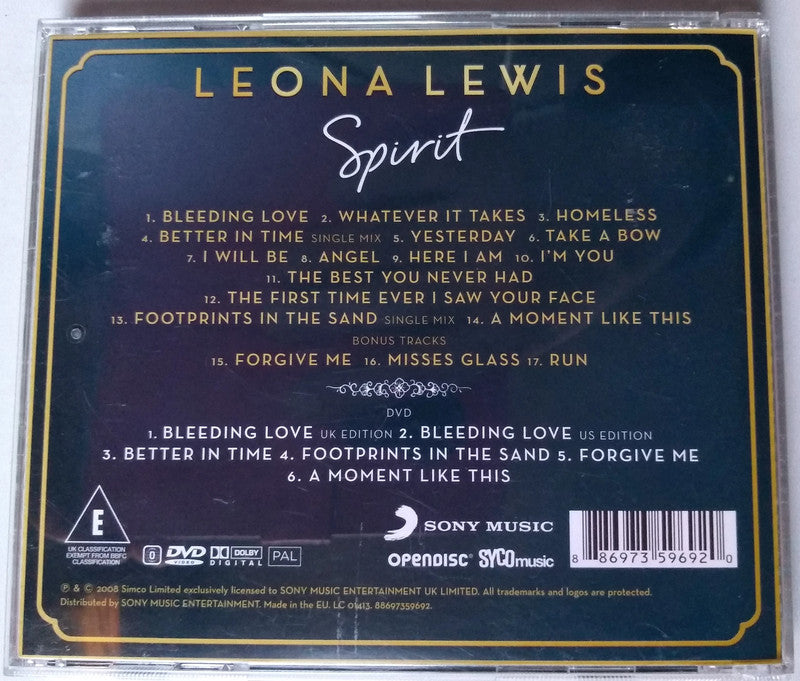 LEONA LEWIS
Spirit
1. BLEEDING LOVE 2. WHATEVER IT TAKES 3. HOMELESS
4. BETTER IN TIME SINGLE MIX 5. YESTERDAY 6. TAKE A BOW
7. I WILL BE 8. ANGEL 9. HERE I AM 10. I'M YOU
11. THE BEST YOU NEVER HAD
12. THE FIRST TIME EVER I SAW YOUR FACE
13. FOOTPRINTS IN THE SAND SINGLE MIX 14. A MOMENT LIKE THIS
BONUS TRACKS
15. FORGIVE ME 16. MISSES GLASS 17. RUN
DVD
1. BLEEDING LOVE UK EDITION 2. BLEEDING LOVE US EDITION
3. BETTER IN TIME 4. FOOTPRINTS IN THE SAND 5. FORGIVE ME
6. A MOMENT LIKE THIS
E
UK CLASSIFICATION
EXEMPT FROM BBFC
CLASSIFICATION
0 DVD VIDEO DOLBY DIGITAL PAL
SONY MUSIC
OPENDISC SYCOmusic
8 86973 59692 0
℗ & © 2008 Simco Limited exclusively licensed to SONY MUSIC ENTERTAINMENT UK LIMITED. All trademarks and logos are protected.
Distributed by SONY MUSIC ENTERTAINMENT. Made in the EU. LC 01413. 88697359692.